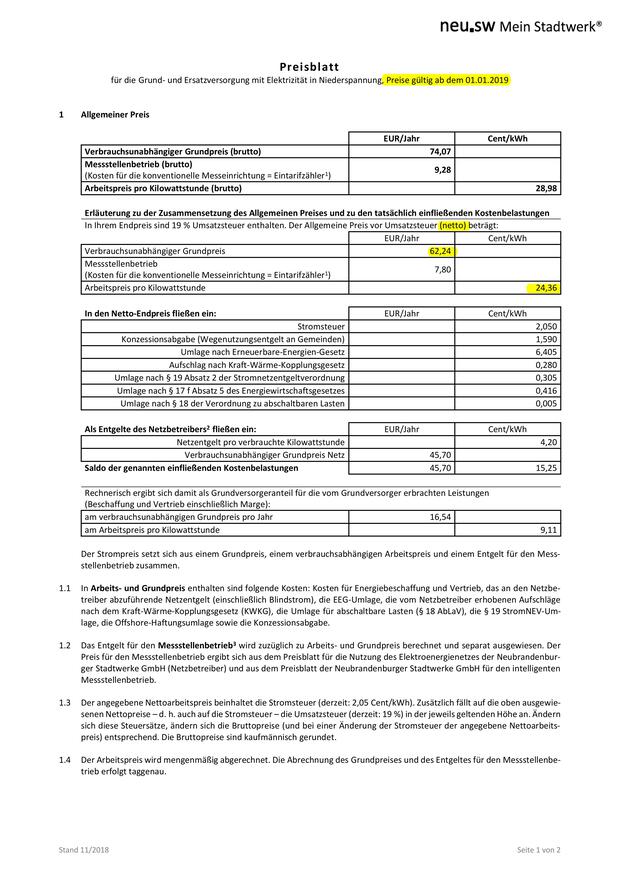 neu.sw Mein Stadtwerk®
Preisblatt
für die Grund- und Ersatzversorgung mit Elektrizität in Niederspannung, Preise gültig ab dem 01.01.2019
1 Allgemeiner Preis
EUR/Jahr Cent/kWh
Verbrauchsunabhängiger Grundpreis (brutto) 74,07
Messstellenbetrieb (brutto)
(Kosten für die konventionelle Messeinrichtung = Eintarifzähler¹) 9,28
Arbeitspreis pro Kilowattstunde (brutto) 28,98
Erläuterung zu der Zusammensetzung des Allgemeinen Preises und zu den tatsächlich einfließenden Kostenbelastungen
In Ihrem Endpreis sind 19 % Umsatzsteuer enthalten. Der Allgemeine Preis vor Umsatzsteuer (netto) beträgt:
EUR/Jahr Cent/kWh
Verbrauchsunabhängiger Grundpreis 62,24
Messstellenbetrieb
(Kosten für die konventionelle Messeinrichtung = Eintarifzähler¹) 7,80
Arbeitspreis pro Kilowattstunde 24,36
In den Netto-Endpreis fließen ein: EUR/Jahr Cent/kWh
Stromsteuer 2,050
Konzessionsabgabe (Wegenutzungsentgelt an Gemeinden) 1,590
Umlage nach Erneuerbare-Energien-Gesetz 6,405
Aufschlag nach Kraft-Wärme-Kopplungsgesetz 0,280
Umlage nach § 19 Absatz 2 der Stromnetzentgeltverordnung 0,305
Umlage nach § 17 f Absatz 5 des Energiewirtschaftsgesetzes 0,416
Umlage nach § 18 der Verordnung zu abschaltbaren Lasten 0,005
Als Entgelte des Netzbetreibers² fließen ein: EUR/Jahr Cent/kWh
Netzentgelt pro verbrauchte Kilowattstunde 4,20
Verbrauchsunabhängiger Grundpreis Netz 45,70
Saldo der genannten einfließenden Kostenbelastungen 45,70 15,25
Rechnerisch ergibt sich damit als Grundversorgeranteil für die vom Grundversorger erbrachten Leistungen
(Beschaffung und Vertrieb einschließlich Marge):
am verbrauchsunabhängigen Grundpreis pro Jahr 16,54
am Arbeitspreis pro Kilowattstunde 9,11
Der Strompreis setzt sich aus einem Grundpreis, einem verbrauchsabhängigen Arbeitspreis und einem Entgelt für den Mess-
stellenbetrieb zusammen.
1.1 In Arbeits- und Grundpreis enthalten sind folgende Kosten: Kosten für Energiebeschaffung und Vertrieb, das an den Netzbe-
treiber abzuführende Netzentgelt (einschließlich Blindstrom), die EEG-Umlage, die vom Netzbetreiber erhobenen Aufschläge
nach dem Kraft-Wärme-Kopplungsgesetz (KWKG), die Umlage für abschaltbare Lasten (§ 18 AbLaV), die § 19 StromNEV-Um-
lage, die Offshore-Haftungsumlage sowie die Konzessionsabgabe.
1.2 Das Entgelt für den Messstellenbetrieb³ wird zuzüglich zu Arbeits- und Grundpreis berechnet und separat ausgewiesen. Der
Preis für den Messstellenbetrieb ergibt sich aus dem Preisblatt für die Nutzung des Elektroenergienetzes der Neubrandenbur-
ger Stadtwerke GmbH (Netzbetreiber) und aus dem Preisblatt der Neubrandenburger Stadtwerke GmbH für den intelligenten
Messstellenbetrieb.
1.3 Der angegebene Nettoarbeitspreis beinhaltet die Stromsteuer (derzeit: 2,05 Cent/kWh). Zusätzlich fällt auf die oben ausgewie-
senen Nettopreise – d. h. auch auf die Stromsteuer – die Umsatzsteuer (derzeit: 19 %) in der jeweils geltenden Höhe an. Ändern
sich diese Steuersätze, ändern sich die Bruttopreise (und bei einer Änderung der Stromsteuer der angegebene Nettoarbeits-
preis) entsprechend. Die Bruttopreise sind kaufmännisch gerundet.
1.4 Der Arbeitspreis wird mengenmäßig abgerechnet. Die Abrechnung des Grundpreises und des Entgeltes für den Messstellenbe-
trieb erfolgt taggenau.
Stand 11/2018 Seite 1 von 2